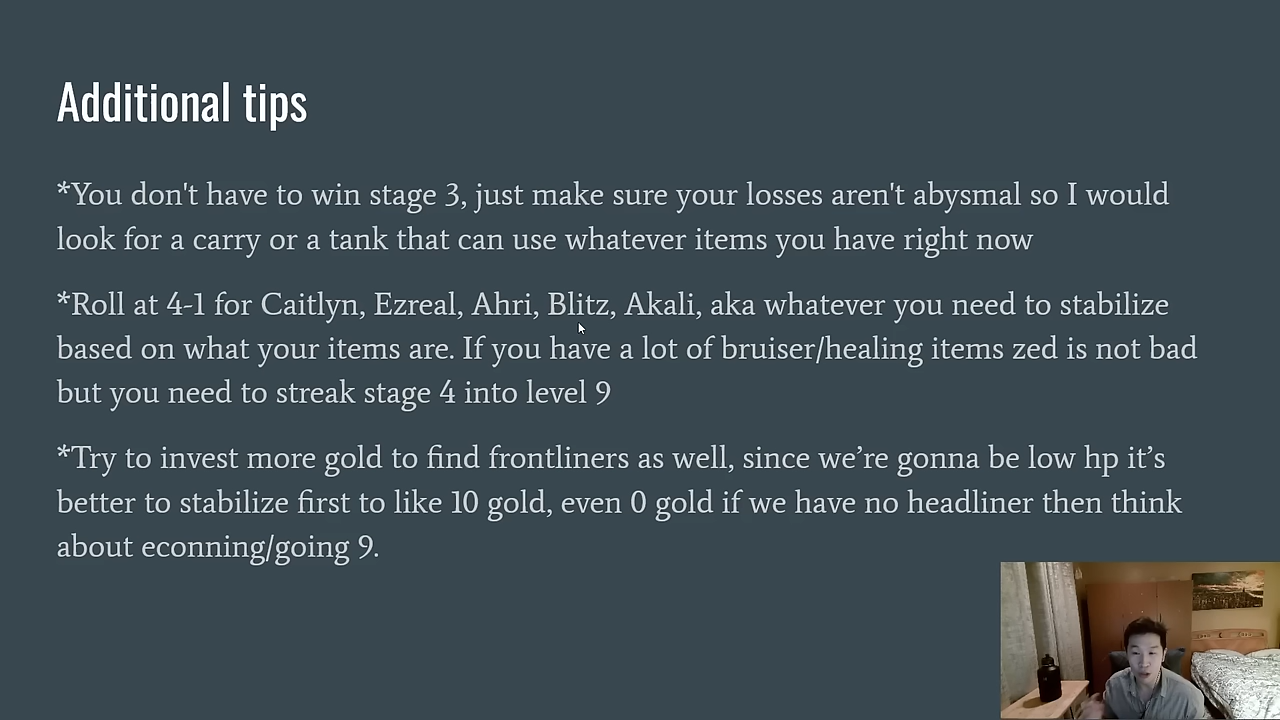 Additional tips
*You don't have to win stage 3, just make sure your losses aren't abysmal so I would
look for a carry or a tank that can use whatever items you have right now
*Roll at 4-1 for Caitlyn, Ezreal, Ahri, Blitz, Akali, aka whatever you need to stabilize
based on what your items are. If you have a lot of bruiser/healing items zed is not bad
but you need to streak stage 4 into level 9
*Try to invest more gold to find frontliners as well, since we’re gonna be low hp it’s
better to stabilize first to like 10 gold, even 0 gold if we have no headliner then think
about econning/going 9.